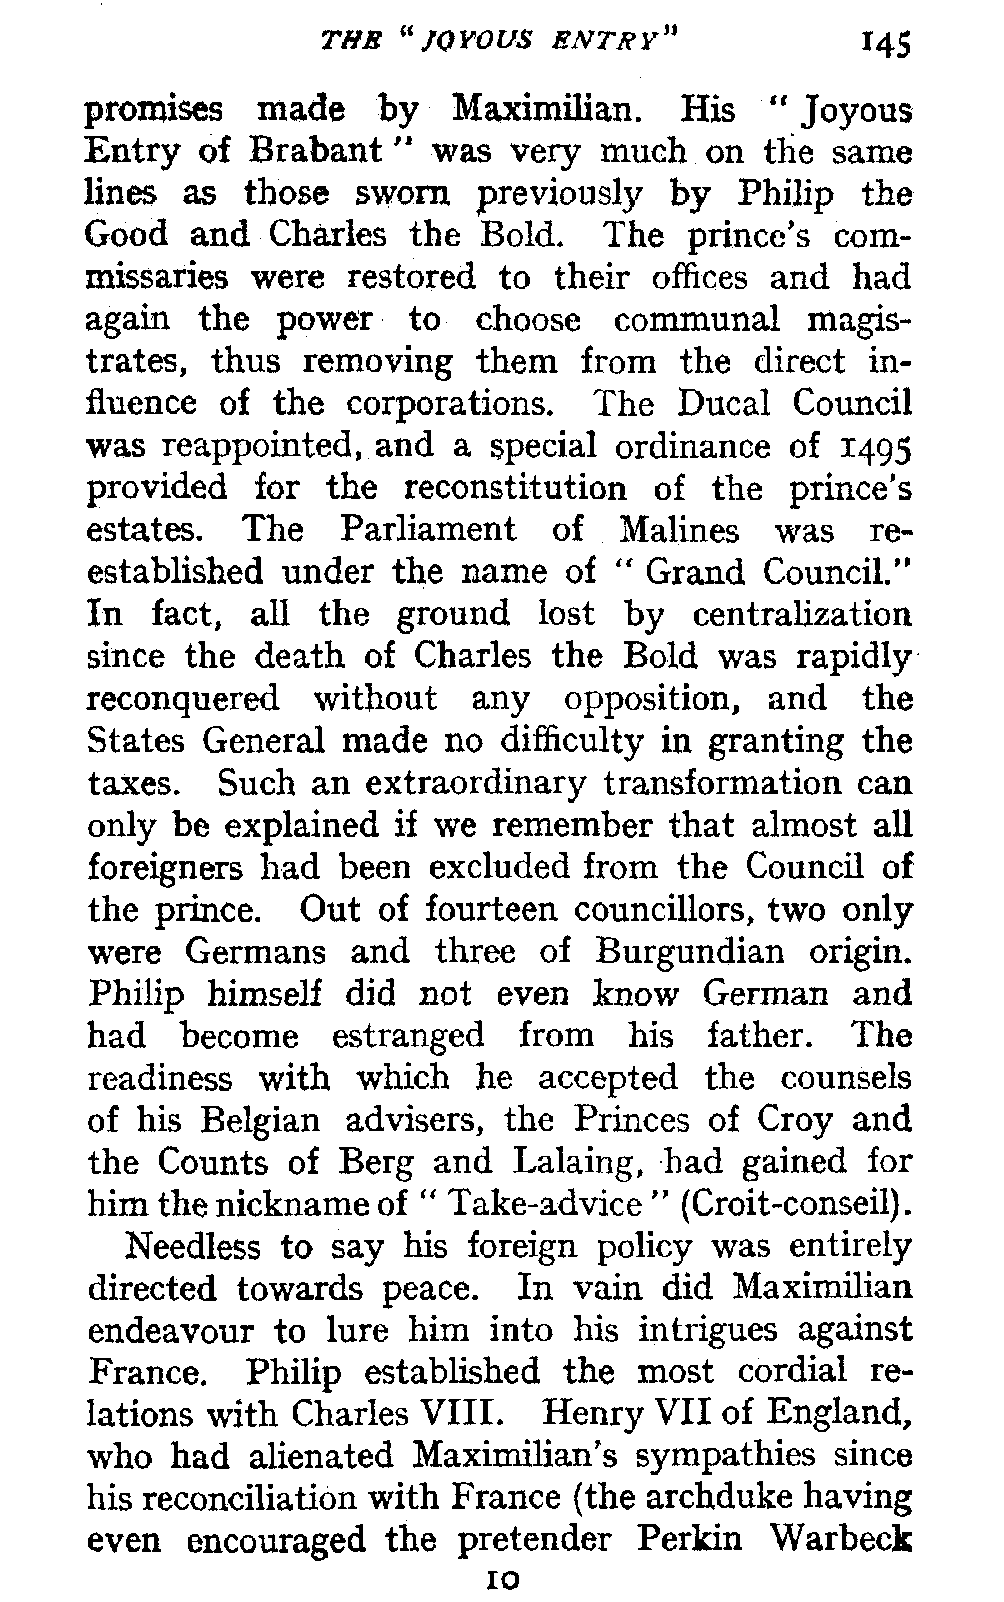 THE "JOYOUS ENTRY" 145
promises made by Maximilian. His " Joyous
Entry of Brabant " was very much on the same
lines as those sworn previously by Philip the
Good and Charles the Bold. The prince's com-
missaries were restored to their offices and had
again the power to choose communal magis-
trates, thus removing them from the direct in-
fluence of the corporations. The Ducal Council
was reappointed, and a special ordinance of 1495
provided for the reconstitution of the prince's
estates. The Parliament of Malines was re-
established under the name of " Grand Council."
In fact, all the ground lost by centralization
since the death of Charles the Bold was rapidly
reconquered without any opposition, and the
States General made no difficulty in granting the
taxes. Such an extraordinary transformation can
only be explained if we remember that almost all
foreigners had been excluded from the Council of
the prince. Out of fourteen councillors, two only
were Germans and three of Burgundian origin.
Philip himself did not even know German and
had become estranged from his father. The
readiness with which he accepted the counsels
of his Belgian advisers, the Princes of Croy and
the Counts of Berg and Lalaing, had gained for
him the nickname of " Take-advice " (Croit-conseil).
Needless to say his foreign policy was entirely
directed towards peace. In vain did Maximilian
endeavour to lure him into his intrigues against
France. Philip established the most cordial re-
lations with Charles VIII. Henry VII of England,
who had alienated Maximilian's sympathies since
his reconciliation with France (the archduke having
even encouraged the pretender Perkin Warbeck
10